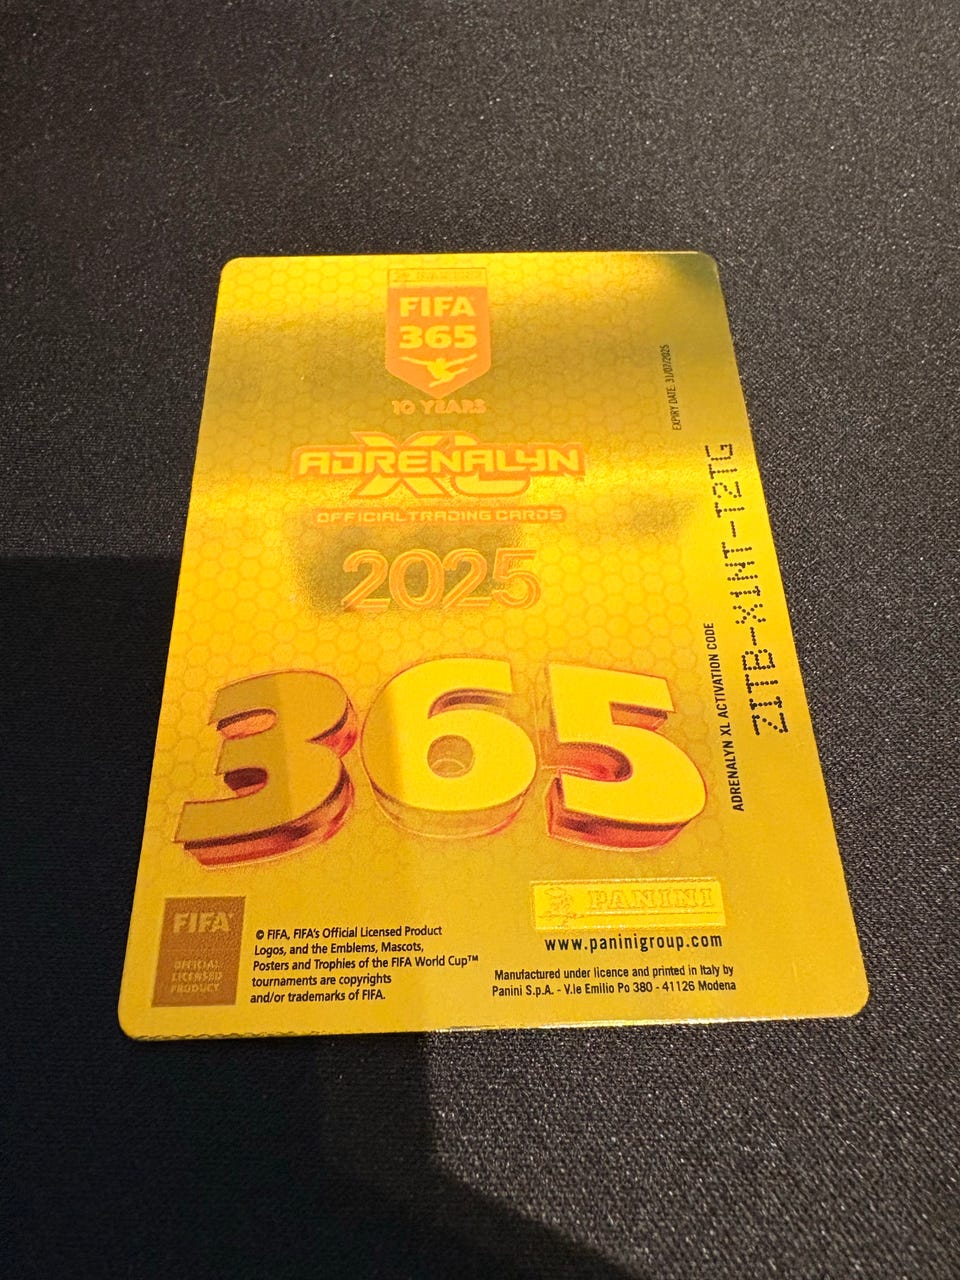 PANINI
FIFA
365
10 YEARS
ADRENALYN
XL
OFFICIAL TRADING CARDS
2025
365
EXPIRY DATE: 31/07/2025
ADRENALYN XL ACTIVATION CODE
ZITB-X1NT-T2TG
FIFA
OFFICIAL
LICENSED
PRODUCT
© FIFA, FIFA's Official Licensed Product
Logos, and the Emblems, Mascots,
Posters and Trophies of the FIFA World Cup™
tournaments are copyrights
and/or trademarks of FIFA.
PANINI
www.paninigroup.com
Manufactured under licence and printed in Italy by
Panini S.p.A. - V.le Emilio Po 380 - 41126 Modena